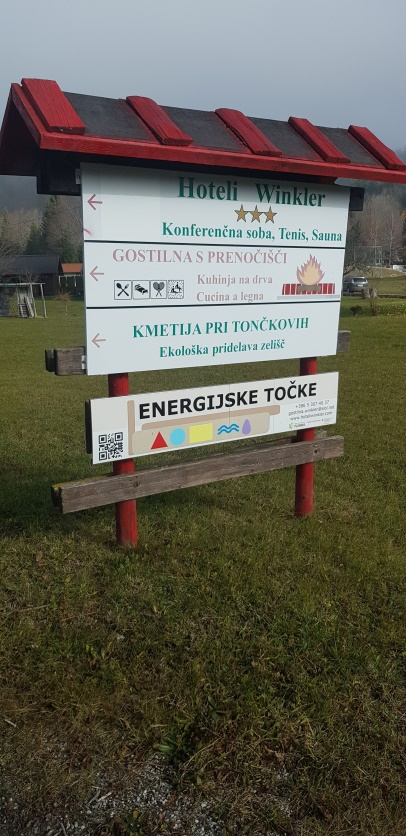 Hoteli Winkler
Konferenčna soba, Tenis, Sauna
GOSTILNA S PRENOČIŠČI
Kuhinja na drva
Cucina a legna
KMETIJA PRI TONČKOVIH
Ekološka pridelava zelišč
ENERGIJSKE TOČKE